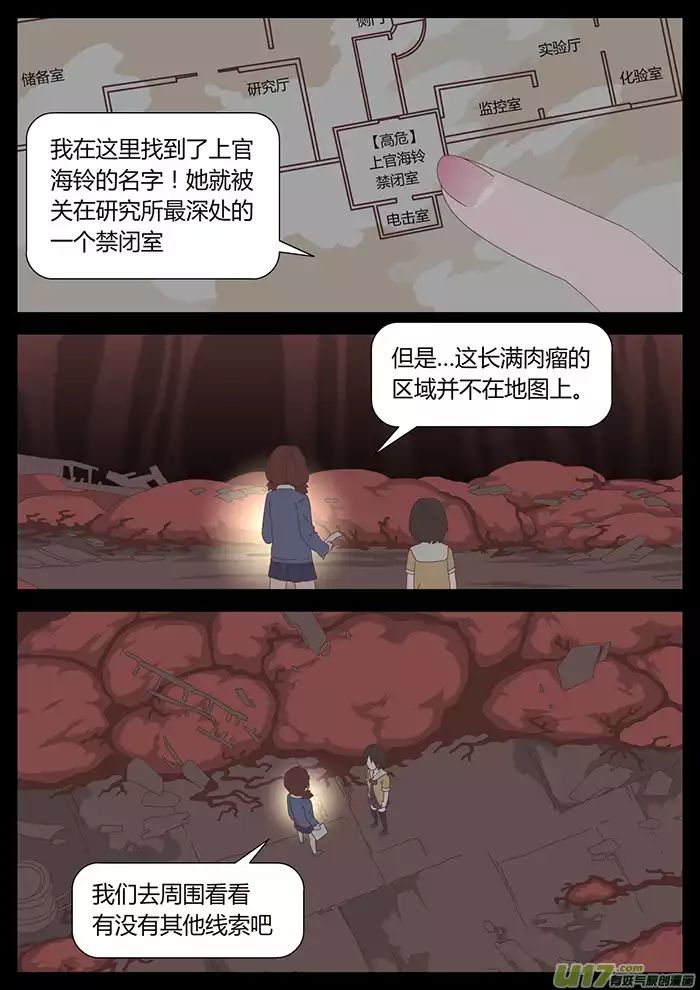 侧门
储备室
研究厅
实验厅
化验室
监控室
【高危】
上官海铃
禁闭室
电击室
我在这里找到了上官
海铃的名字！她就被
关在研究所最深处的
一个禁闭室
但是…这长满肉瘤的
区域并不在地图上。
我们去周围看看
有没有其他线索吧
U17.com
有妖气原创漫画